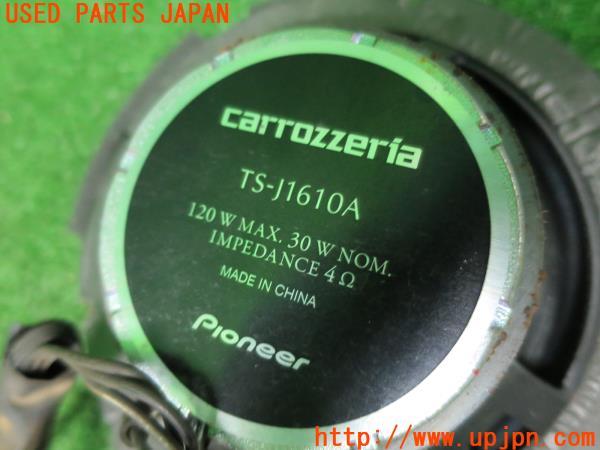 USED PARTS JAPAN
carrozzeria
TS-J1610A
120 W MAX. 30 W NOM.
IMPEDANCE 4 Ω
MADE IN CHINA
Pioneer
http://www.upjpn.com